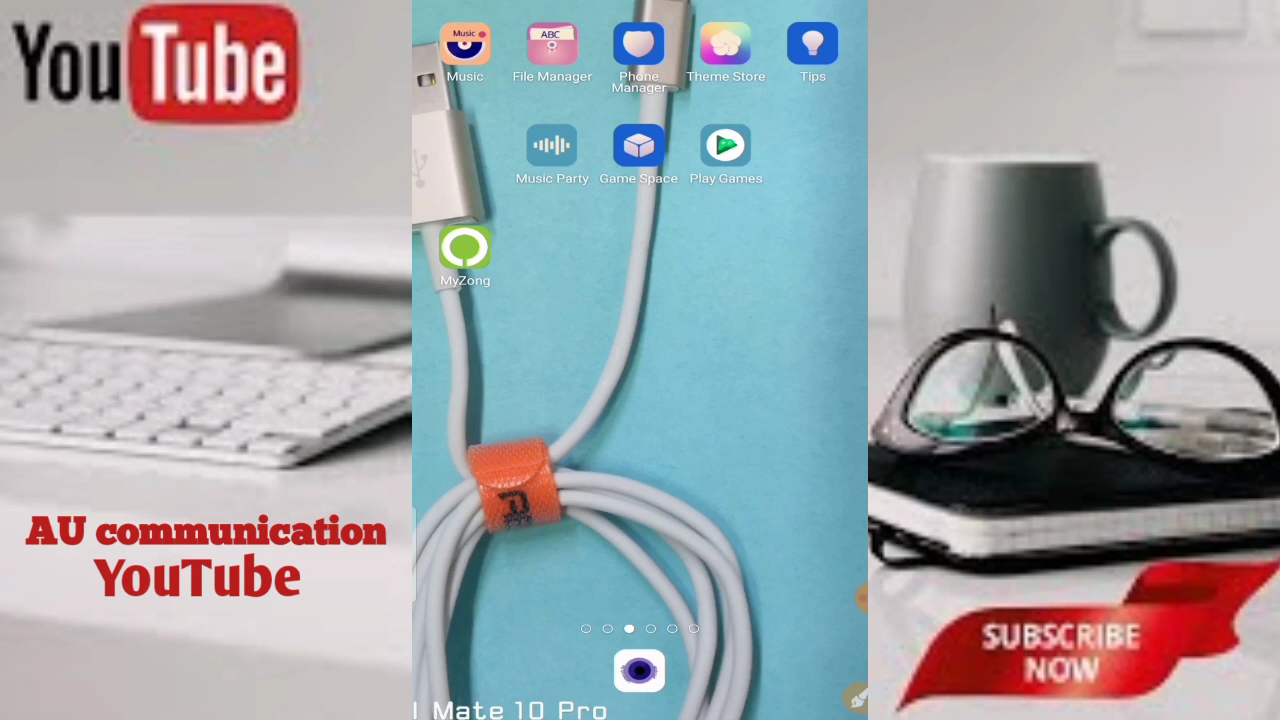 YouTube
AU communication
YouTube
Music
Music
ABC
File Manager
Phone
Manager
Theme Store
Tips
Music Party
Game Space
Play Games
MyZong
Mate 10 Pro
SUBSCRIBE
NOW